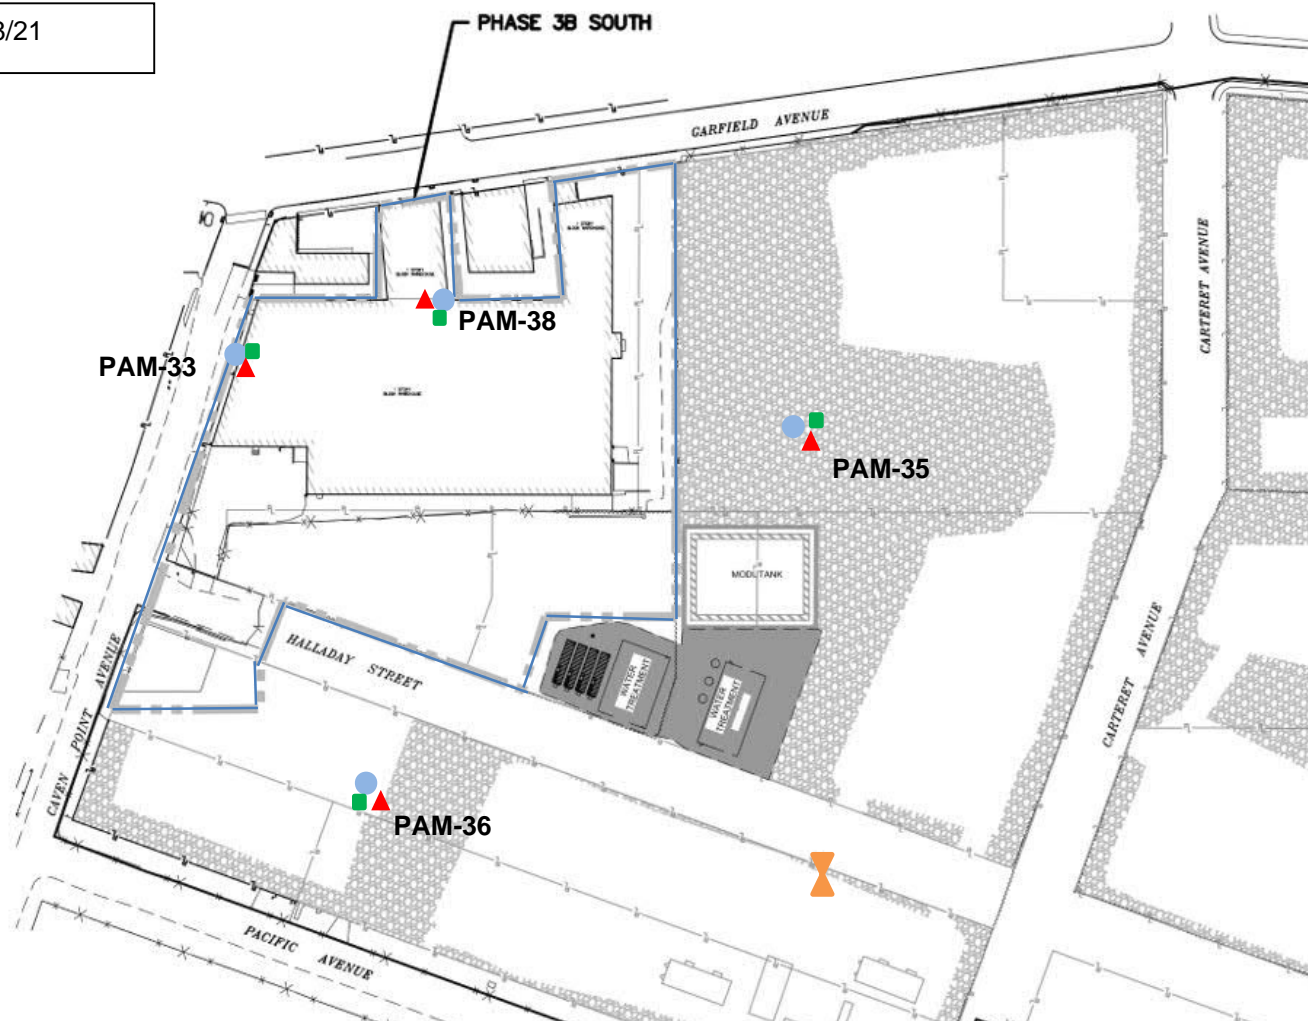 3/21
PHASE 3B SOUTH
GARFIELD AVENUE
CARTERET AVENUE
PAM-38
PAM-33
PAM-35
MODUTANK
HALLADAY STREET
WATER
TREATMENT
WATER
TREATMENT
CARTERET AVENUE
CAVEN POINT AVENUE
PAM-36
PACIFIC
AVENUE